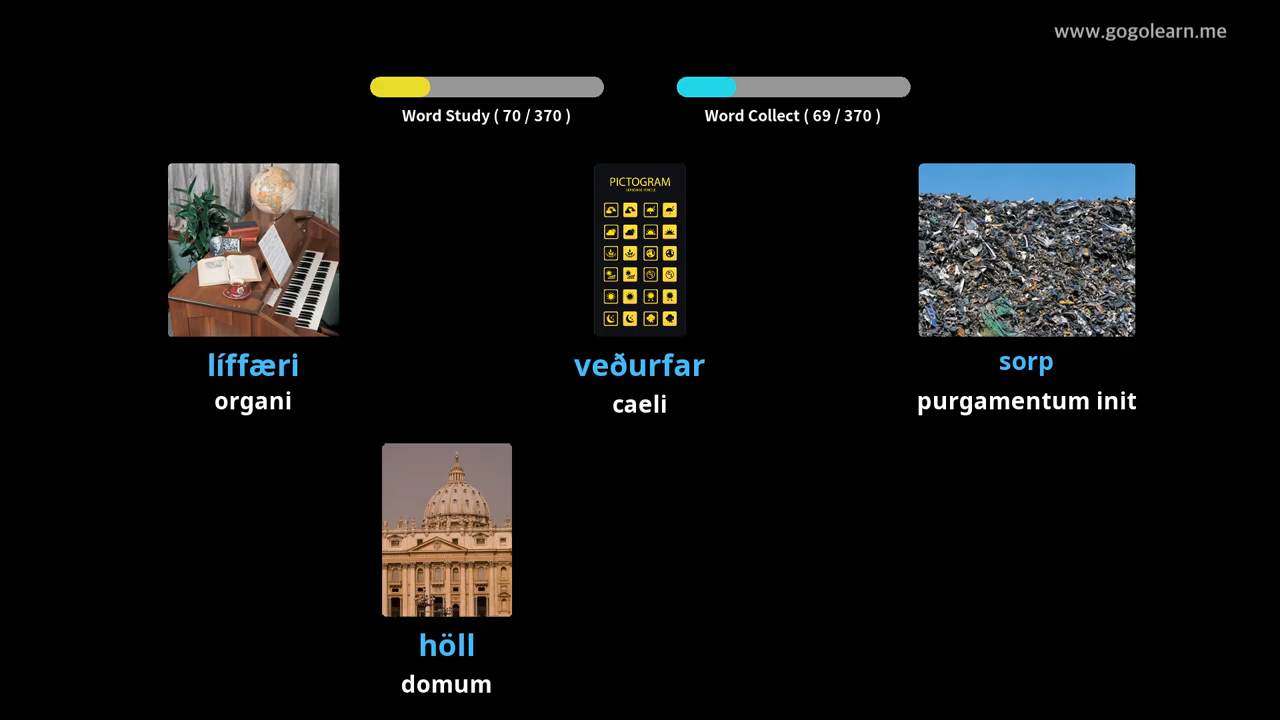 www.gogolearn.me
Word Study ( 70 / 370 )
Word Collect ( 69 / 370 )
PICTOGRAM
líffæri
organi
veðurfar
caeli
sorp
purgamentum init
höll
domum